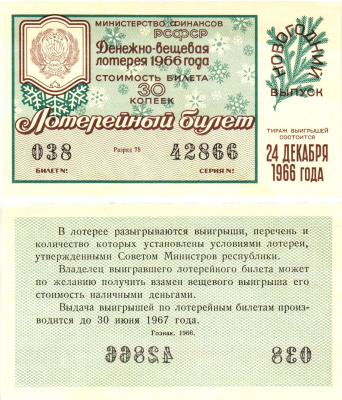 МИНИСТЕРСТВО ФИНАНСОВ
РСФСР
Денежно-вещевая
лотерея 1966 года
СТОИМОСТЬ БИЛЕТА
30
КОПЕЕК
НОВОГОДНИЙ
ВЫПУСК
Лотерейный билет
038 Разряд 75 42866
БИЛЕТ №: СЕРИЯ №:
ТИРАЖ ВЫИГРЫШЕЙ
СОСТОИТСЯ
24 ДЕКАБРЯ
1966 ГОДА
В лотерее разыгрываются выигрыши, перечень и
количество которых установлены условиями лотереи,
утвержденными Советом Министров республики.
Владелец выигравшего лотерейного билета может
по желанию получить взамен вещевого выигрыша его
стоимость наличными деньгами.
Выдача выигрышей по лотерейным билетам произ-
водится до 30 июня 1967 года.
Гознак. 1966.
42866 038